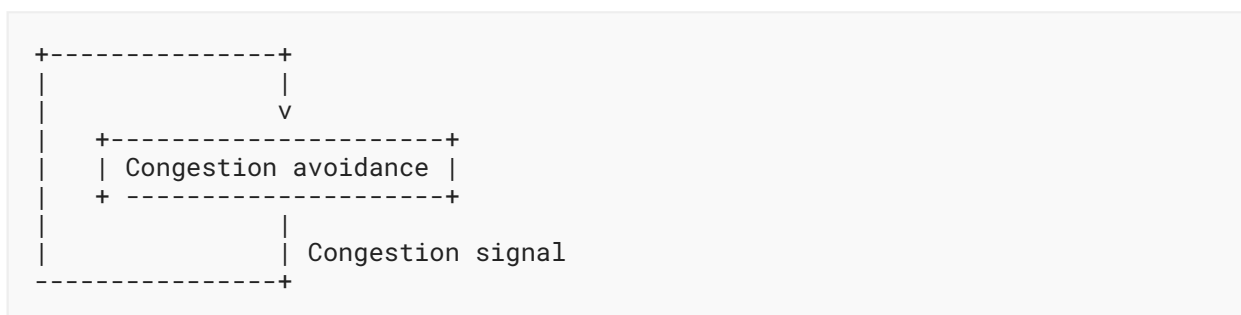 +---------------+
|               |
|               v
|   +----------------------+
|   | Congestion avoidance |
|   + ---------------------+
|               |
|               | Congestion signal
----------------+